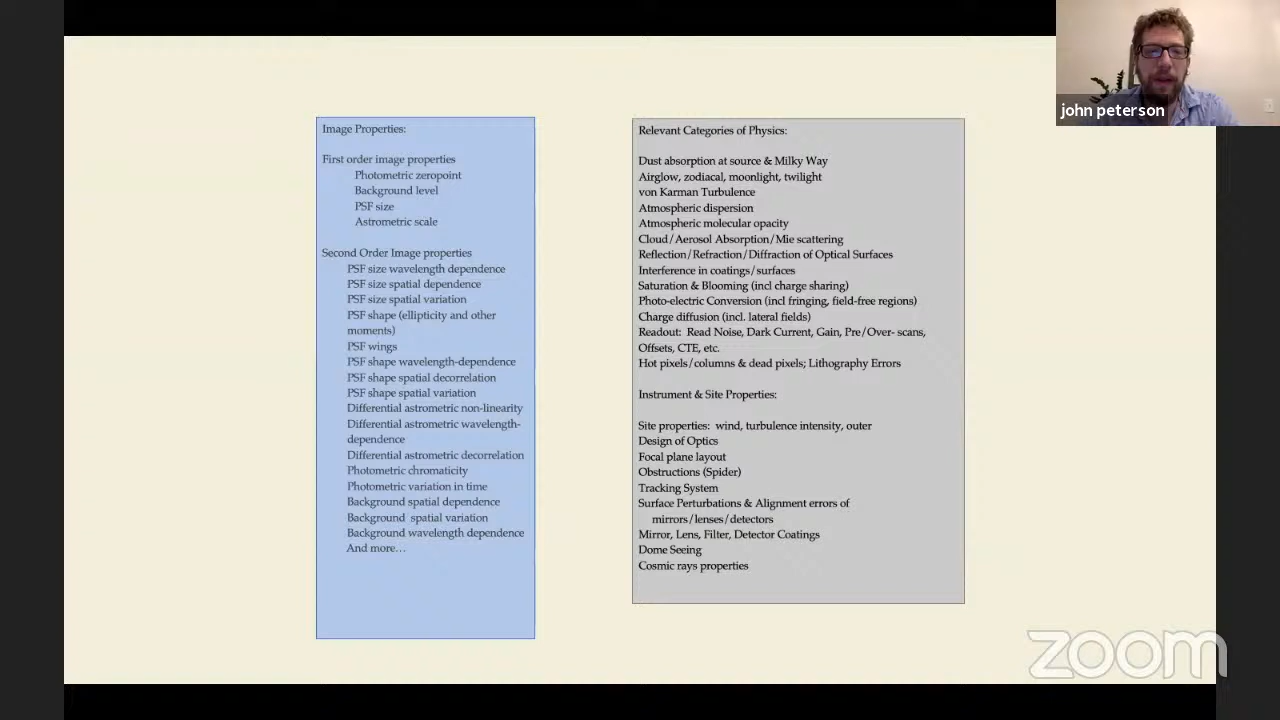 john peterson
Image Properties:
First order image properties
Photometric zeropoint
Background level
PSF size
Astrometric scale
Second Order Image properties
PSF size wavelength dependence
PSF size spatial dependence
PSF size spatial variation
PSF shape (ellipticity and other
moments)
PSF wings
PSF shape wavelength-dependence
PSF shape spatial decorrelation
PSF shape spatial variation
Differential astrometric non-linearity
Differential astrometric wavelength-
dependence
Differential astrometric decorrelation
Photometric chromaticity
Photometric variation in time
Background spatial dependence
Background spatial variation
Background wavelength dependence
And more…
Relevant Categories of Physics:
Dust absorption at source & Milky Way
Airglow, zodiacal, moonlight, twilight
von Karman Turbulence
Atmospheric dispersion
Atmospheric molecular opacity
Cloud/Aerosol Absorption/Mie scattering
Reflection/Refraction/Diffraction of Optical Surfaces
Interference in coatings/surfaces
Saturation & Blooming (incl charge sharing)
Photo-electric Conversion (incl fringing, field-free regions)
Charge diffusion (incl. lateral fields)
Readout: Read Noise, Dark Current, Gain, Pre/Over- scans,
Offsets, CTE, etc.
Hot pixels/columns & dead pixels; Lithography Errors
Instrument & Site Properties:
Site properties: wind, turbulence intensity, outer
Design of Optics
Focal plane layout
Obstructions (Spider)
Tracking System
Surface Perturbations & Alignment errors of
mirrors/lenses/detectors
Mirror, Lens, Filter, Detector Coatings
Dome Seeing
Cosmic rays properties
zoom